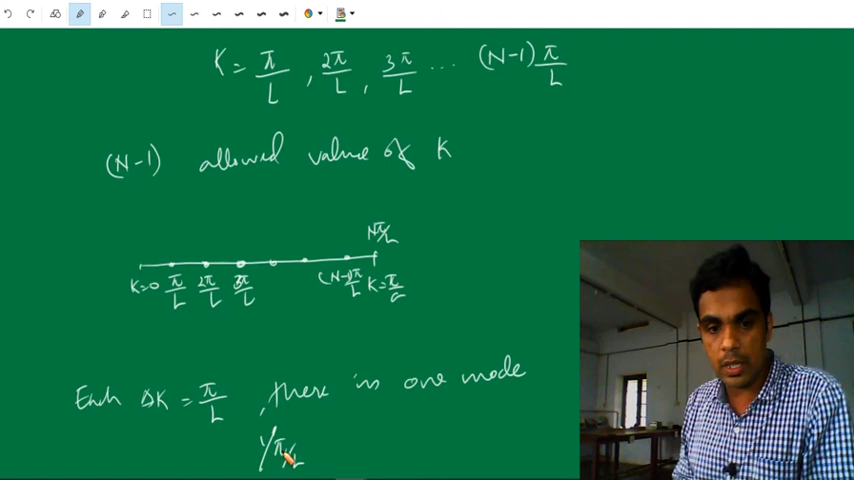 K = π/L , 2π/L , 3π/L ... (N-1) π/L
(N-1) allowed value of K
Nπ/L
K=0 π/L 2π/L 3π/L (N-1)π/L K=π/a
Each ΔK = π/L , there is one mode
1/π/L